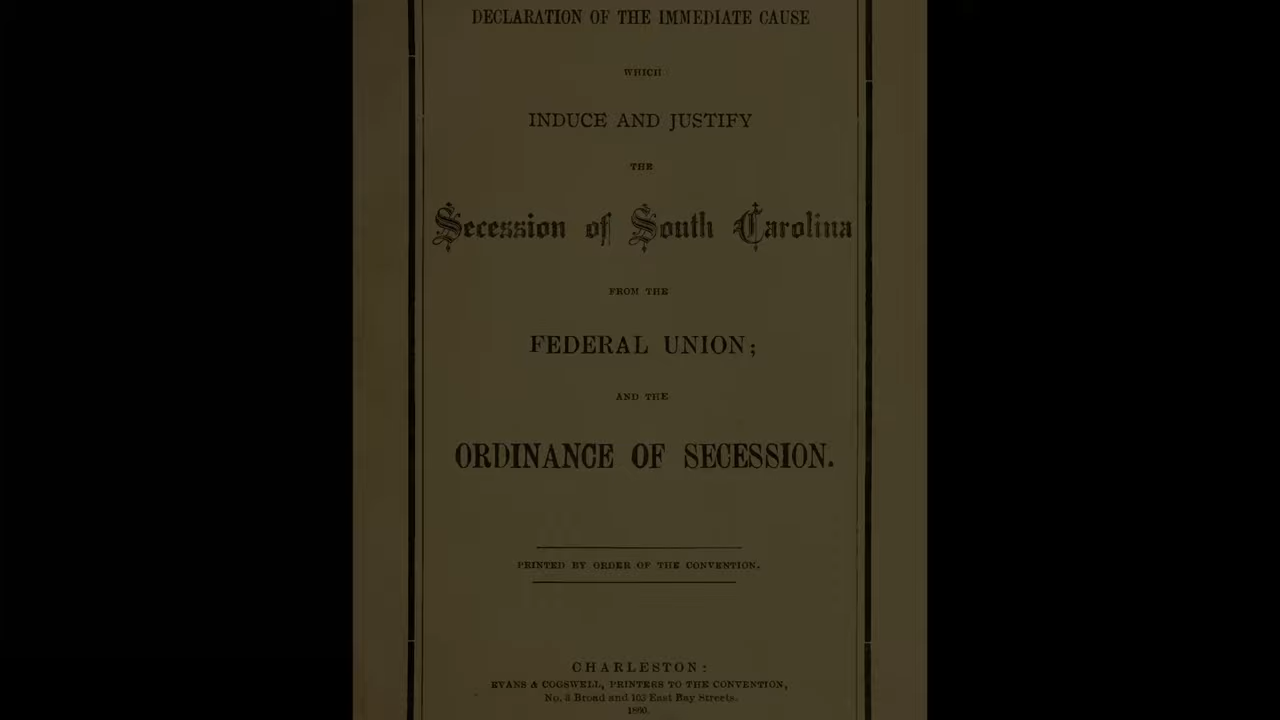 DECLARATION OF THE IMMEDIATE CAUSE
WHICH
INDUCE AND JUSTIFY
THE
Secession of South Carolina
FROM THE
FEDERAL UNION;
AND THE
ORDINANCE OF SECESSION.
PRINTED BY ORDER OF THE CONVENTION.
CHARLESTON:
EVANS & COGSWELL, PRINTERS TO THE CONVENTION,
No. 3 Broad and 103 East Bay Streets.
1860.